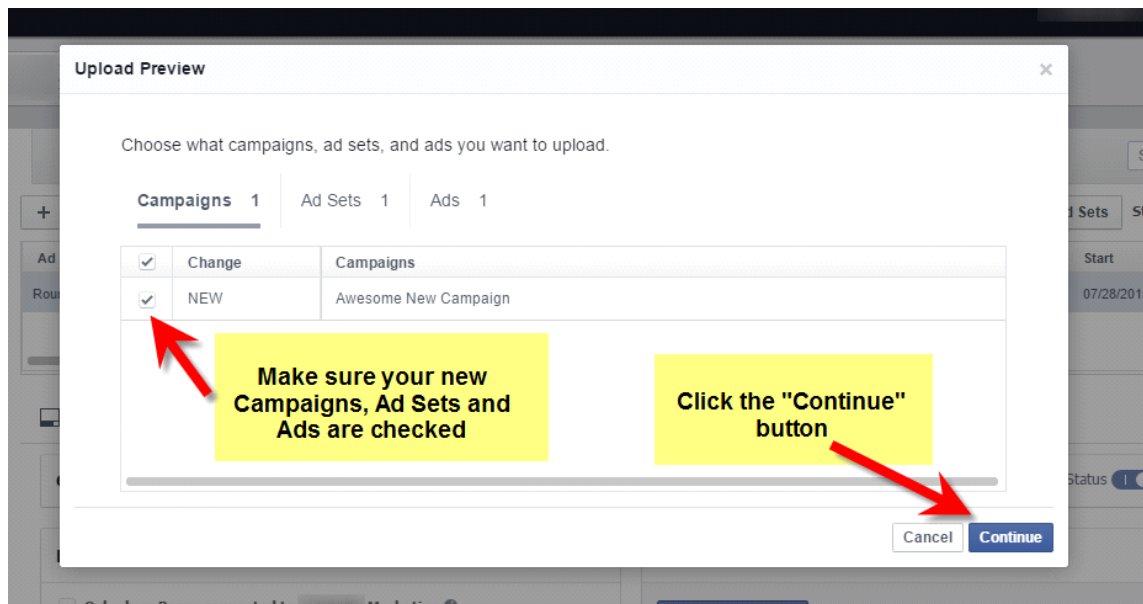 Upload Preview
×
Choose what campaigns, ad sets, and ads you want to upload.
Campaigns 1 Ad Sets 1 Ads 1
+
Sets
Ad
Change Campaigns
Start
NEW Awesome New Campaign
07/28/201
Make sure your new
Campaigns, Ad Sets and
Ads are checked
Click the "Continue"
button
Status
Cancel Continue